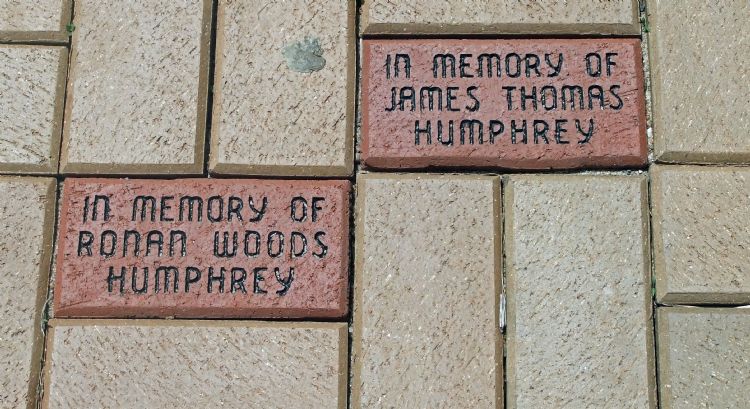 In MEMORY OF
JAMES THOMAS
HUMPHREY
In MEMORY OF
RONAN WOODS
HUMPHREY